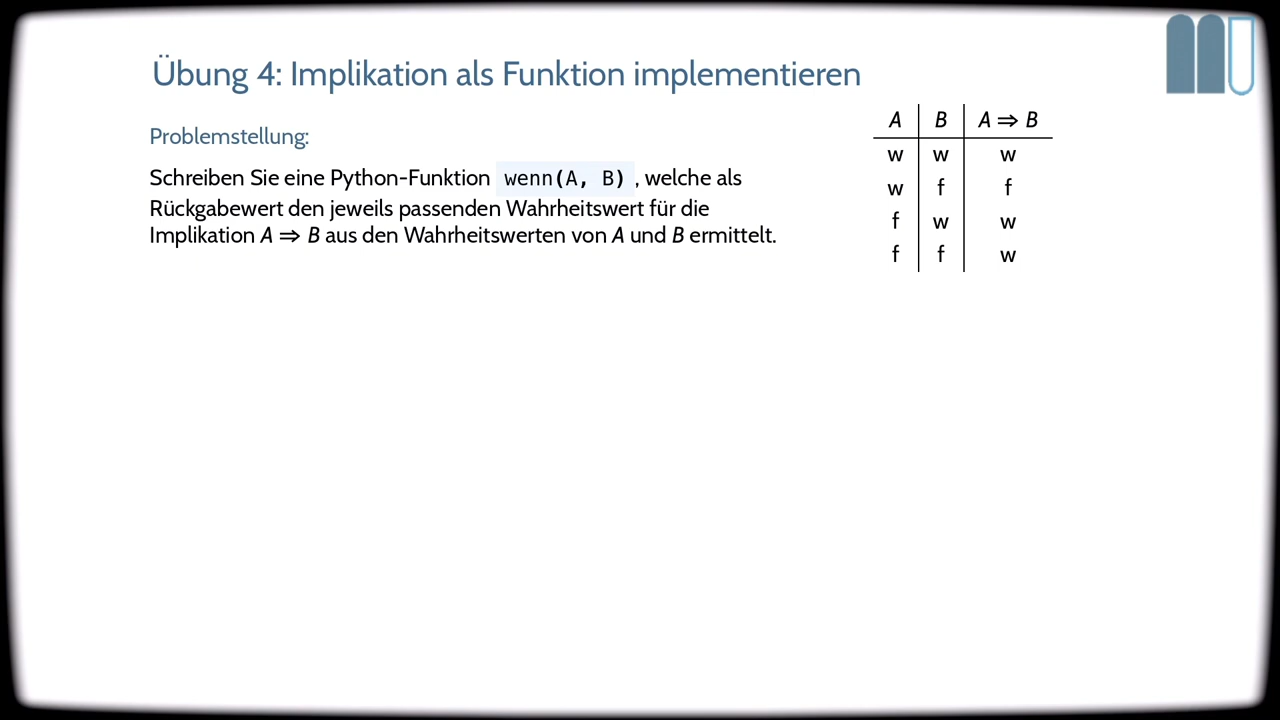 Übung 4: Implikation als Funktion implementieren
Problemstellung:
Schreiben Sie eine Python-Funktion wenn(A, B), welche als
Rückgabewert den jeweils passenden Wahrheitswert für die
Implikation A ⇒ B aus den Wahrheitswerten von A und B ermittelt.
A B A ⇒ B
w w w
w f f
f w w
f f w